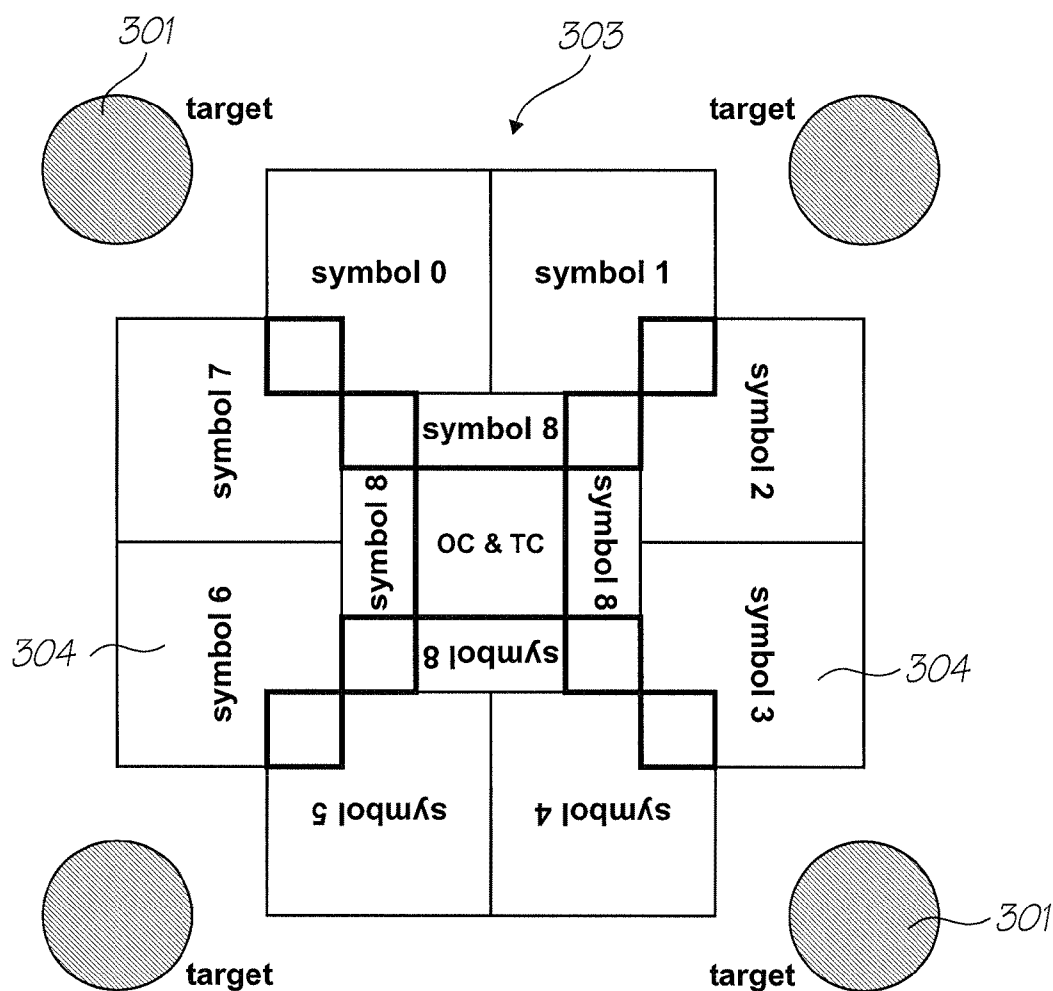 301
303
target
target
symbol 0
symbol 1
symbol 7
symbol 2
symbol 8
symbol 8
OC & TC
symbol 8
symbol 8
symbol 6
symbol 3
304
304
symbol 5
symbol 4
301
target
target